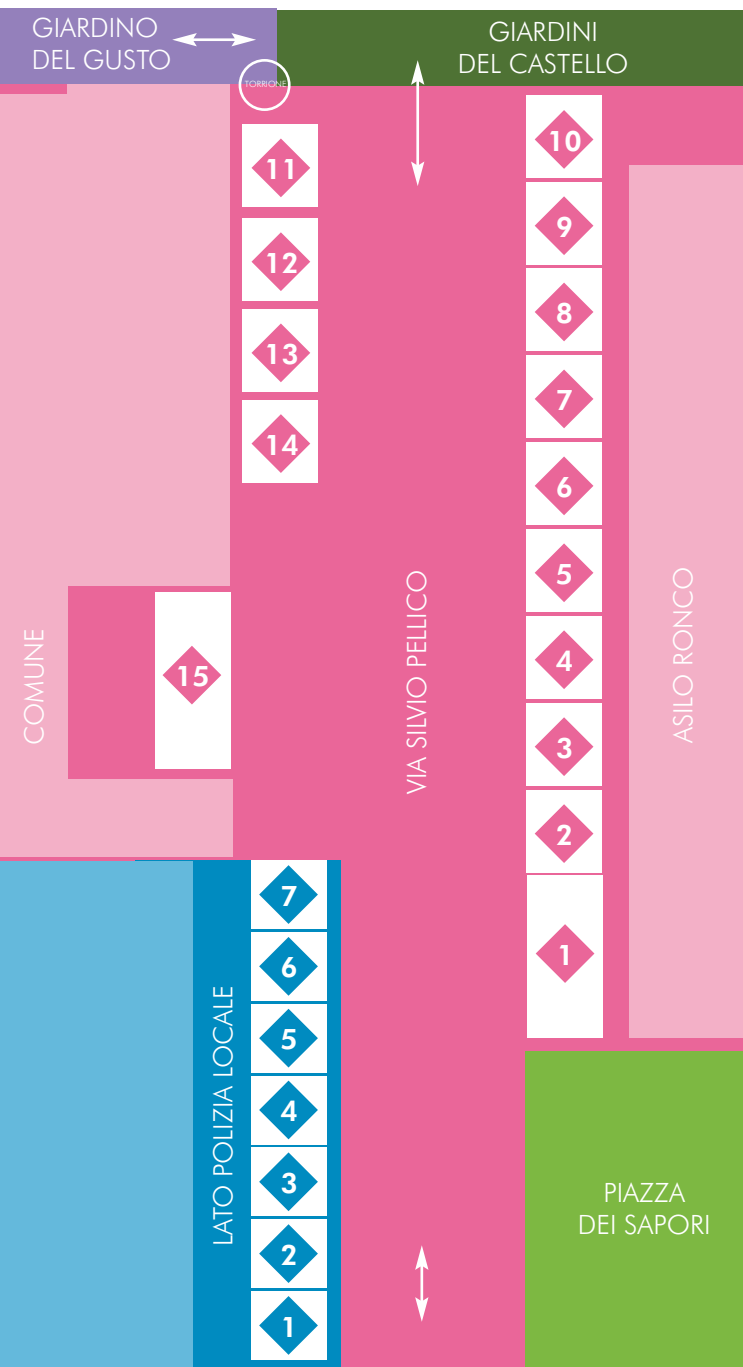 GIARDINO
DEL GUSTO
GIARDINI
DEL CASTELLO
TORRIONE
11
12
13
14
15
COMUNE
VIA SILVIO PELLICO
10
9
8
7
6
5
4
3
2
1
ASILO RONCO
LATO POLIZIA LOCALE
7
6
5
4
3
2
1
PIAZZA
DEI SAPORI